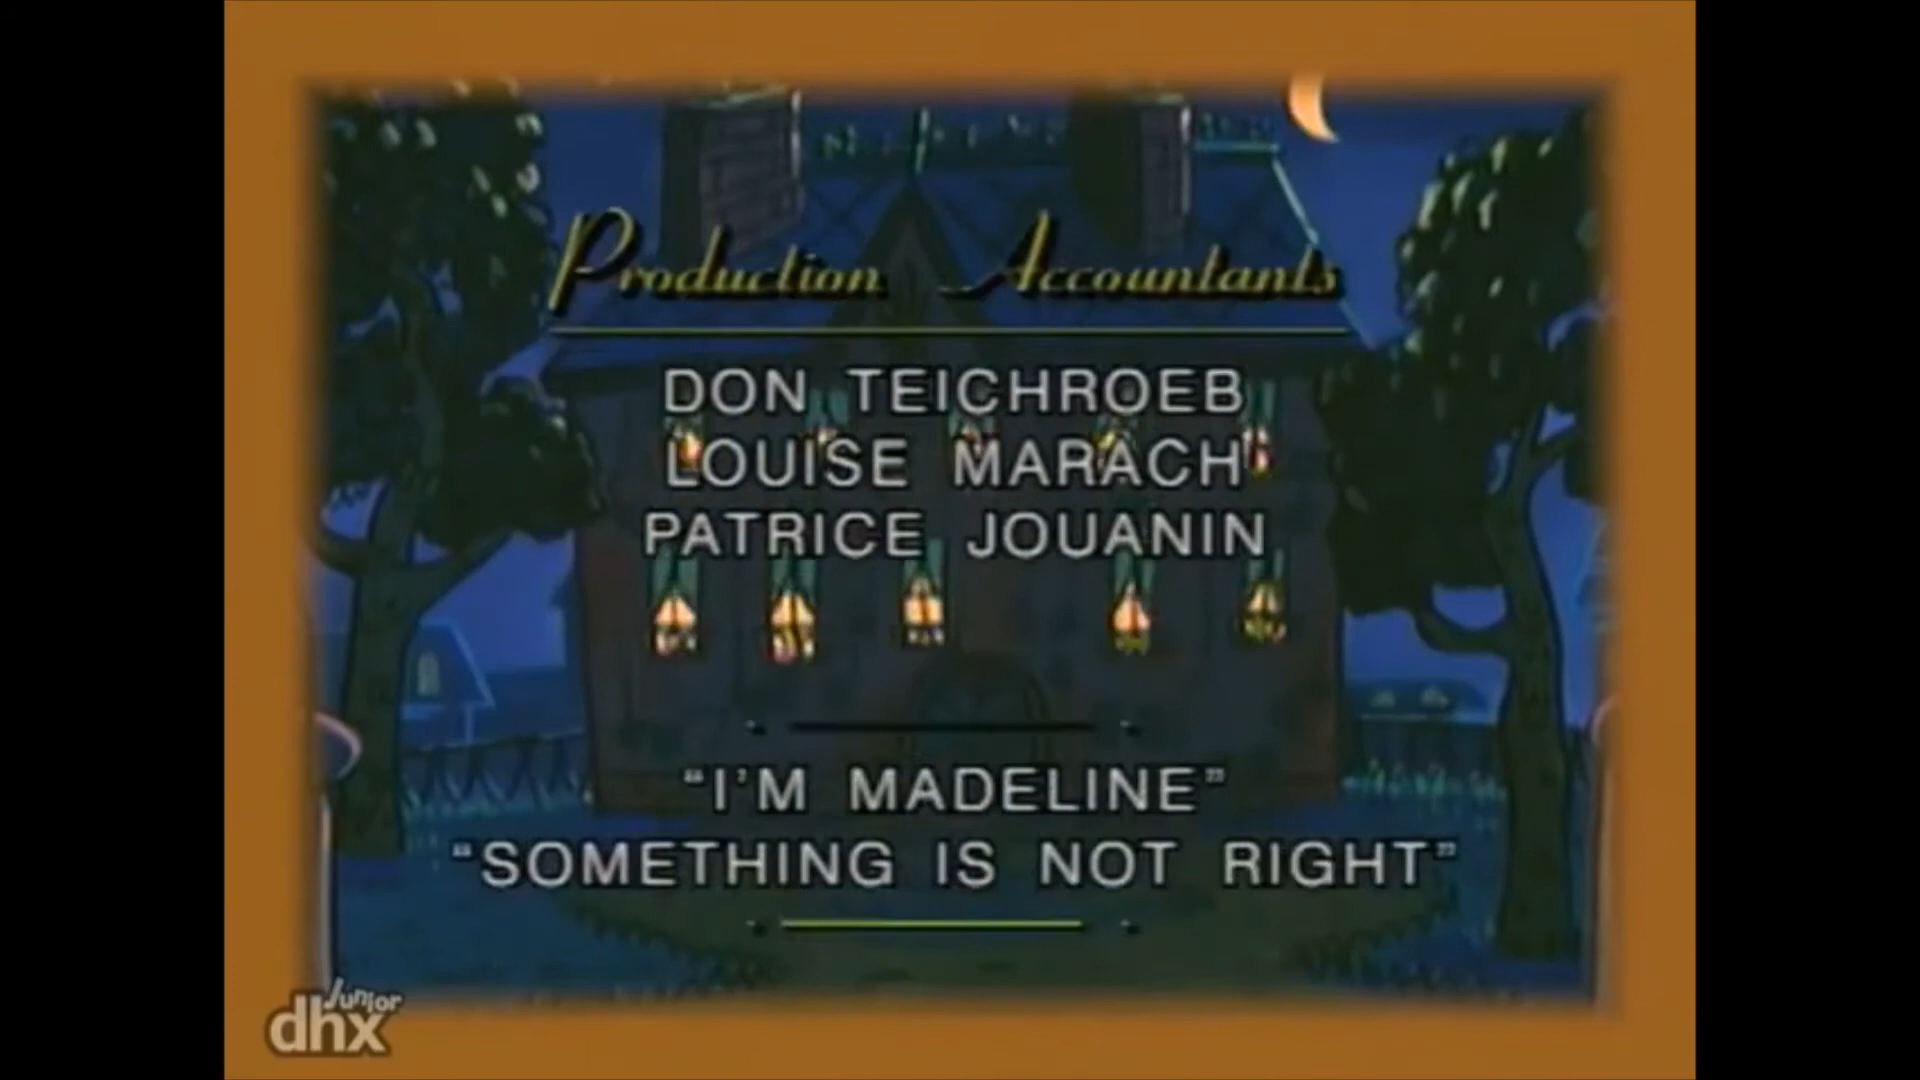 Production Accountants
DON TEICHROEB
LOUISE MARACH
PATRICE JOUANIN
“I'M MADELINE”
“SOMETHING IS NOT RIGHT”
Junior
dhx